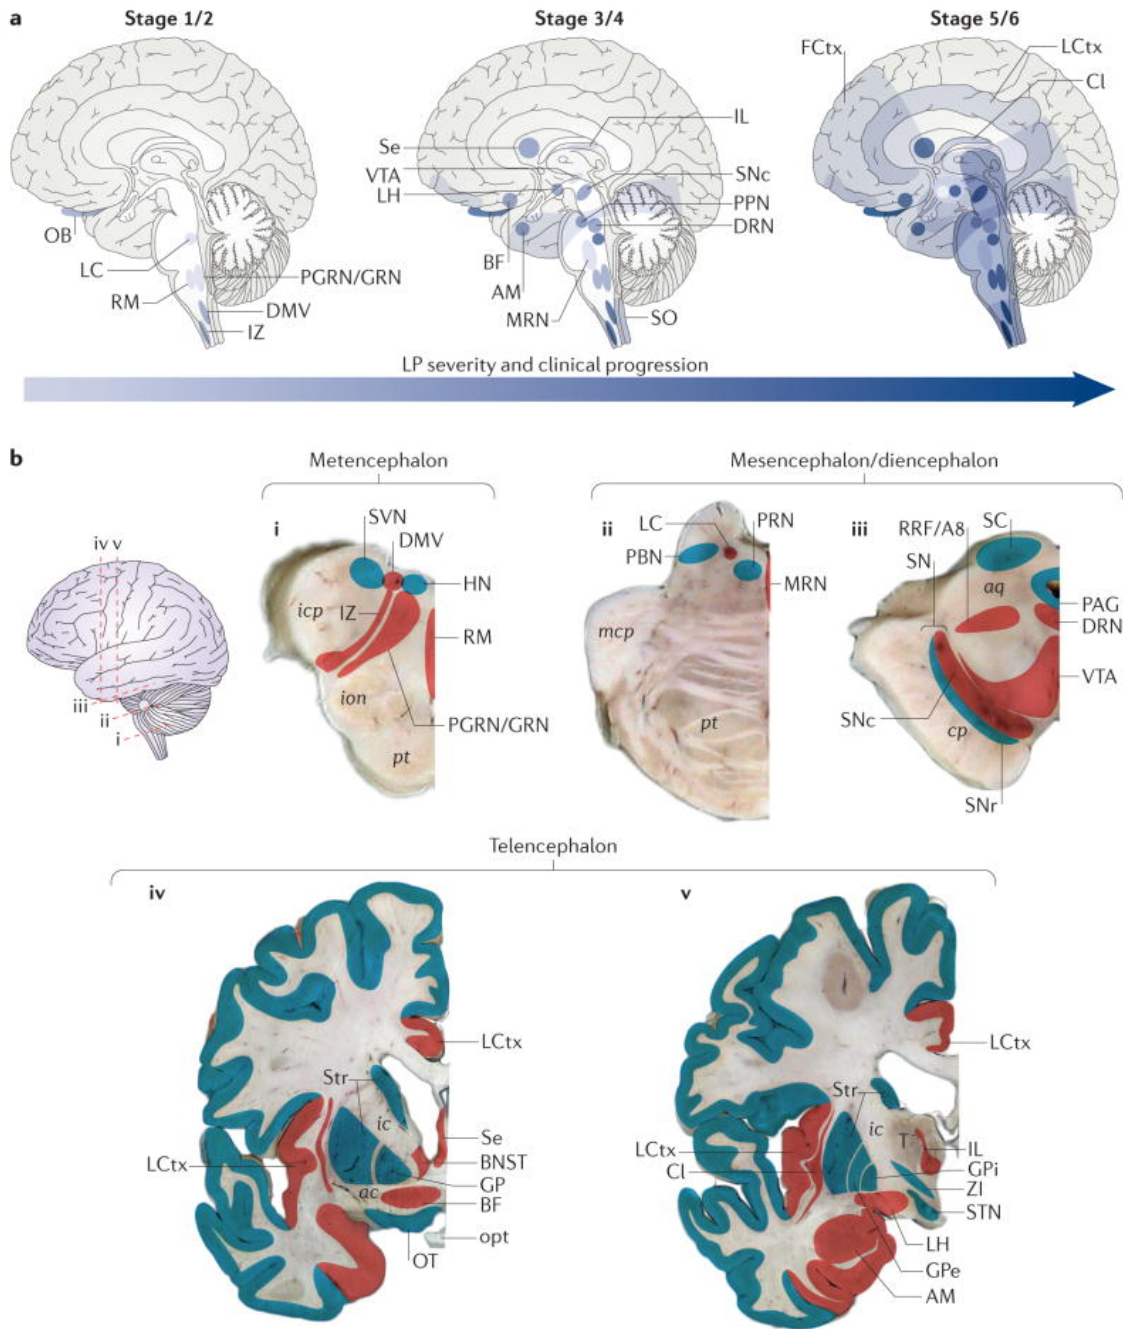 a
Stage 1/2
Stage 3/4
Stage 5/6
OB
LC
RM
PGRN/GRN
DMV
IZ
Se
VTA
LH
BF
AM
MRN
IL
SNc
PPN
DRN
SO
FCtx
LCtx
Cl
LP severity and clinical progression
b
Metencephalon
Mesencephalon/diencephalon
iv v
iii
ii
i
i
SVN
DMV
HN
icp
IZ
RM
ion
PGRN/GRN
pt
ii
LC
PRN
PBN
MRN
mcp
pt
iii
RRF/A8
SC
SN
aq
PAG
DRN
VTA
SNc
cp
SNr
Telencephalon
iv
LCtx
Str
ic
Se
LCtx
BNST
GP
ac
BF
opt
OT
v
LCtx
Str
ic
T
LCtx
IL
Cl
GPi
ZI
STN
LH
GPe
AM